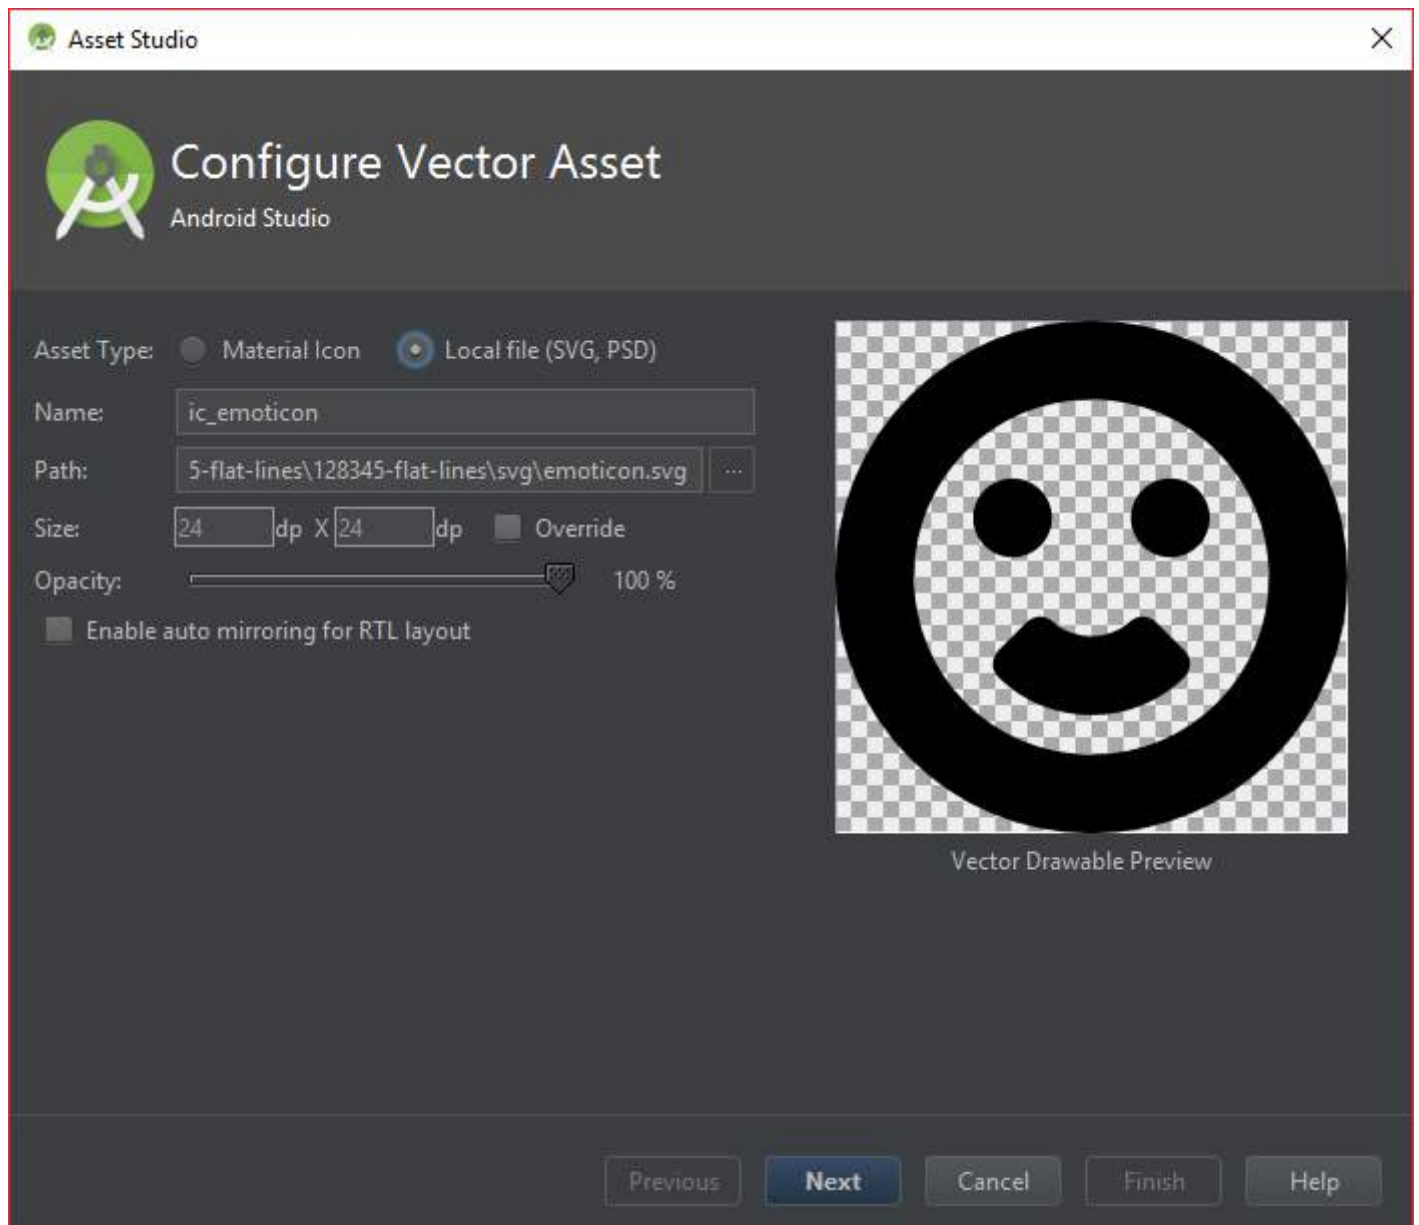 Asset Studio
Configure Vector Asset
Android Studio
Asset Type: Material Icon Local file (SVG, PSD)
Name: ic_emoticon
Path: 5-flat-lines\128345-flat-lines\svg\emoticon.svg ...
Size: 24 dp X 24 dp Override
Opacity: 100 %
Enable auto mirroring for RTL layout
Vector Drawable Preview
Previous Next Cancel Finish Help